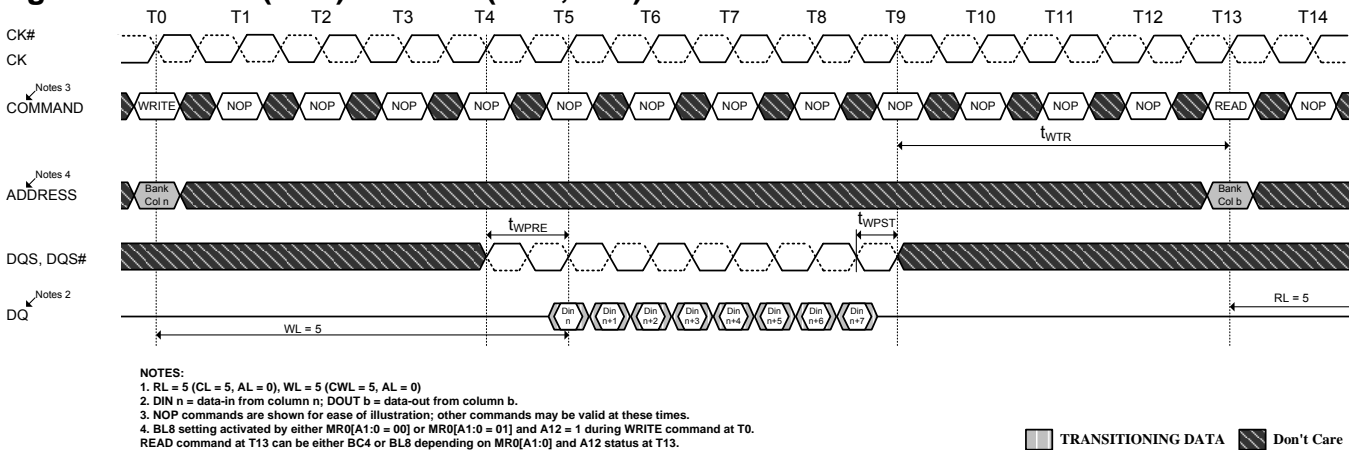 T0 T1 T2 T3 T4 T5 T6 T7 T8 T9 T10 T11 T12 T13 T14
CK#
CK
Notes 3
COMMAND
WRITE NOP NOP NOP NOP NOP NOP NOP NOP NOP NOP NOP NOP READ NOP
tWTR
Notes 4
ADDRESS
Bank
Col n
Bank
Col b
tWPRE
tWPST
DQS, DQS#
Notes 2
DQ
Din
n
Din
n+1
Din
n+2
Din
n+3
Din
n+4
Din
n+5
Din
n+6
Din
n+7
RL = 5
WL = 5
NOTES:
1. RL = 5 (CL = 5, AL = 0), WL = 5 (CWL = 5, AL = 0)
2. DIN n = data-in from column n; DOUT b = data-out from column b.
3. NOP commands are shown for ease of illustration; other commands may be valid at these times.
4. BL8 setting activated by either MR0[A1:0 = 00] or MR0[A1:0 = 01] and A12 = 1 during WRITE command at T0.
READ command at T13 can be either BC4 or BL8 depending on MR0[A1:0] and A12 status at T13.
TRANSITIONING DATA Don't Care